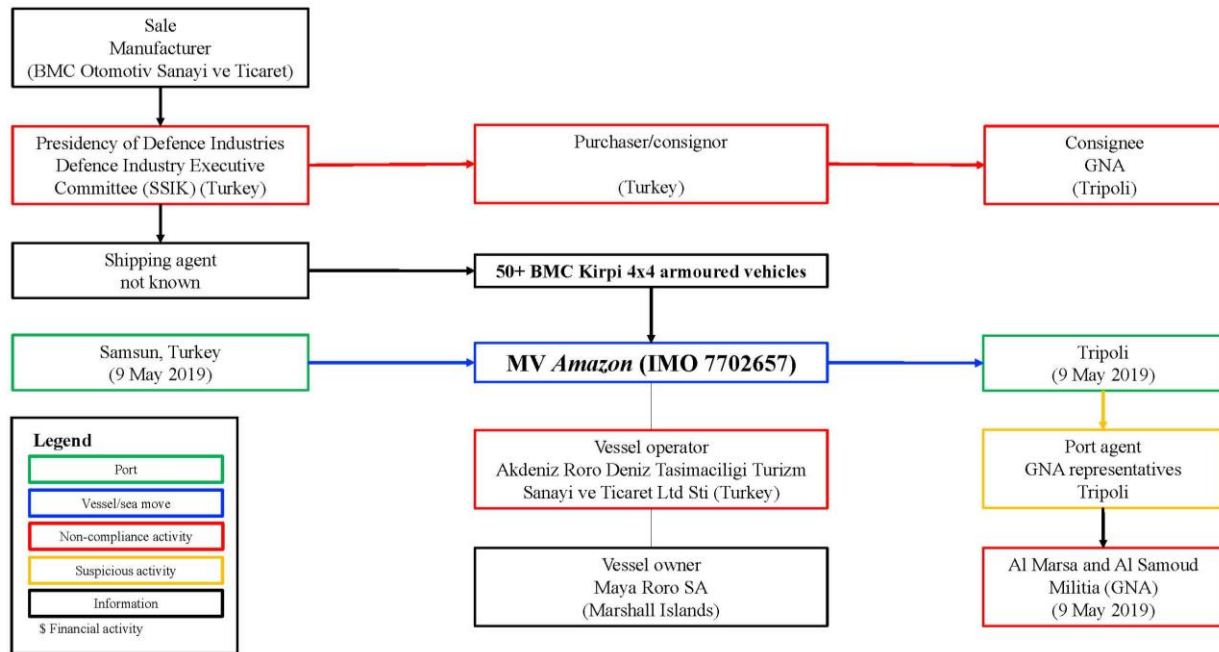 Sale
Manufacturer
(BMC Otomotiv Sanayi ve Ticaret)
Presidency of Defence Industries
Defence Industry Executive
Committee (SSIK) (Turkey)
Purchaser/consignor
(Turkey)
Consignee
GNA
(Tripoli)
Shipping agent
not known
50+ BMC Kirpi 4x4 armoured vehicles
Samsun, Turkey
(9 May 2019)
MV Amazon (IMO 7702657)
Tripoli
(9 May 2019)
Vessel operator
Akdeniz Roro Deniz Tasimaciligi Turizm
Sanayi ve Ticaret Ltd Sti (Turkey)
Port agent
GNA representatives
Tripoli
Vessel owner
Maya Roro SA
(Marshall Islands)
Al Marsa and Al Samoud
Militia (GNA)
(9 May 2019)
Legend
Port
Vessel/sea move
Non-compliance activity
Suspicious activity
Information
$ Financial activity